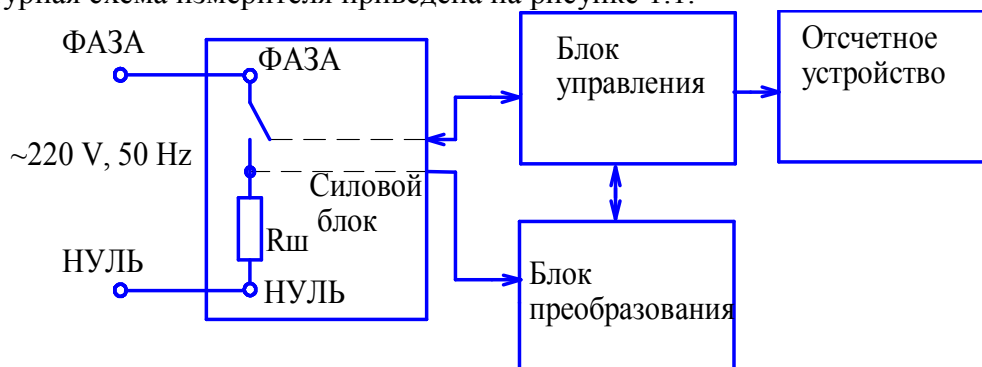 урная схема измерителя приведена на рисунке 1.1.
ФАЗА
ФАЗА
~220 V, 50 Hz
Силовой
блок
Rш
НУЛЬ
НУЛЬ
Блок
управления
Отсчетное
устройство
Блок
преобразования